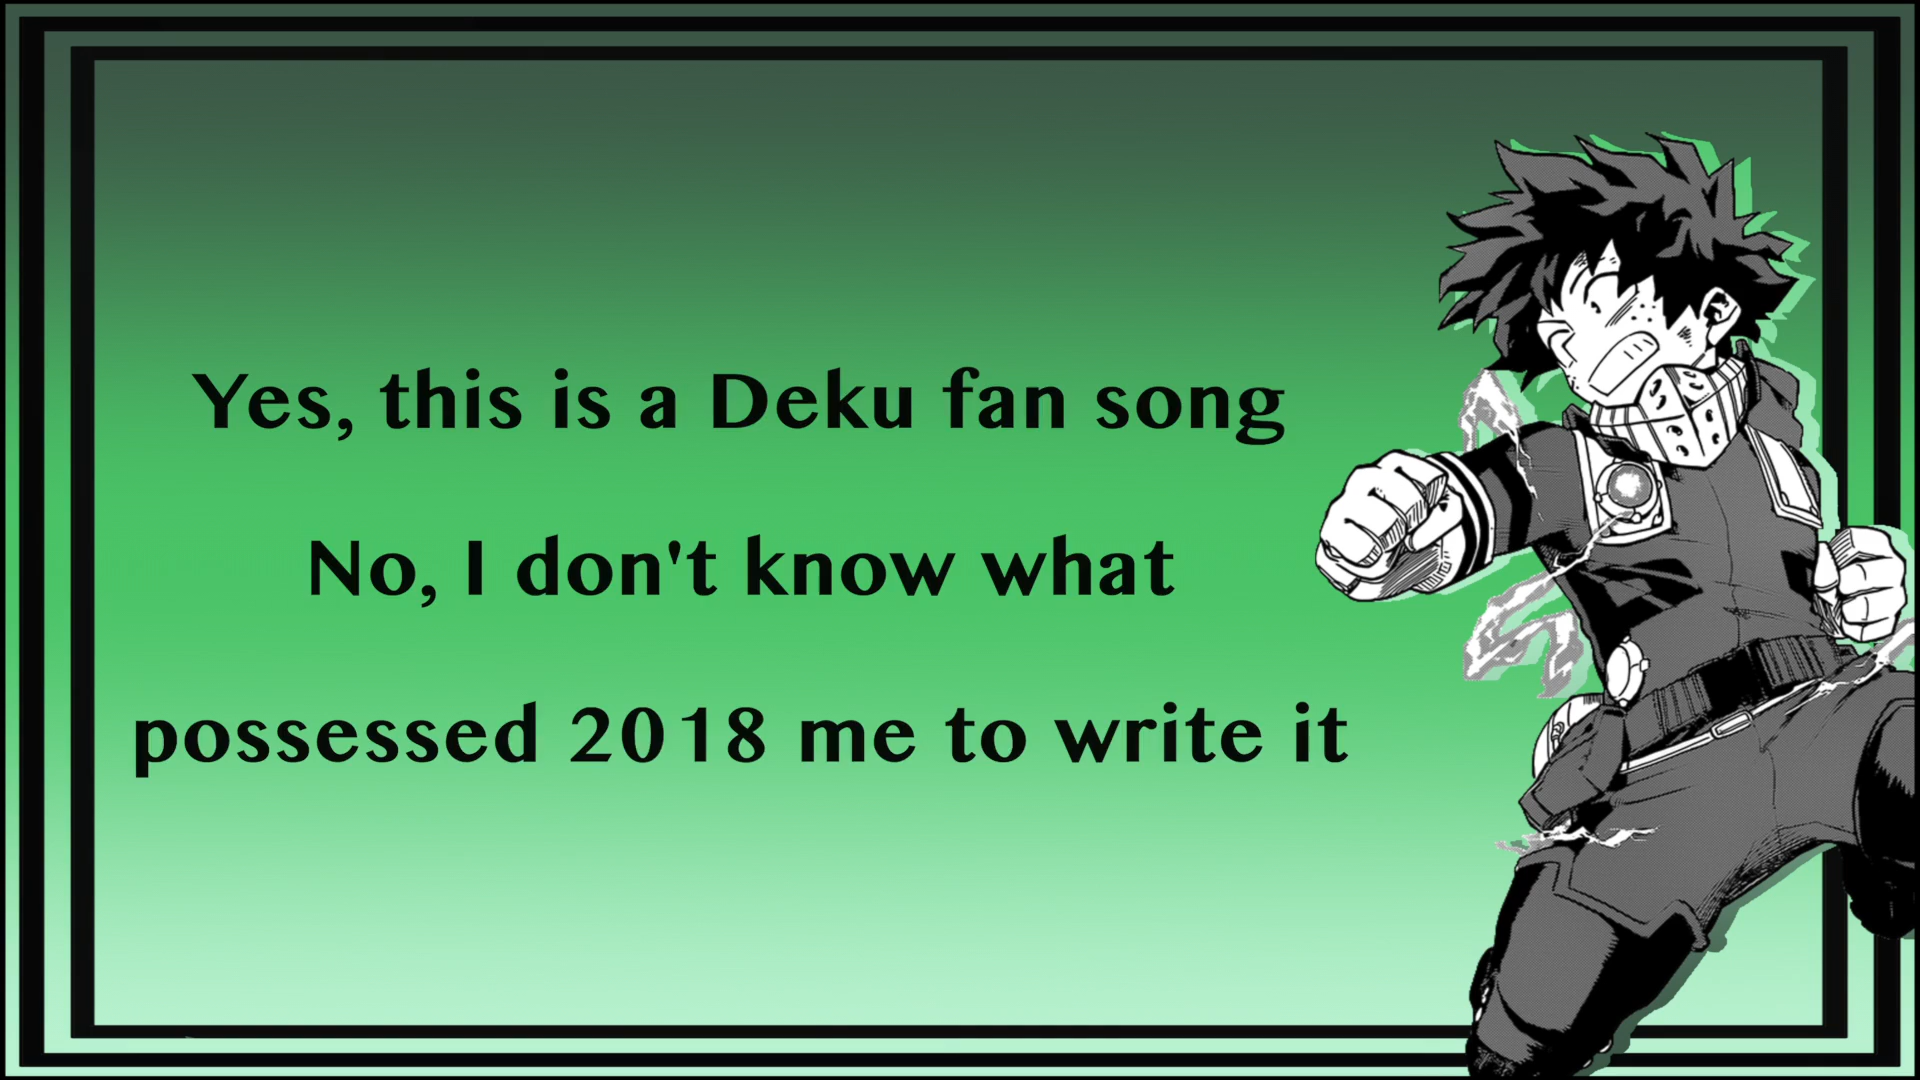 Yes, this is a Deku fan song
No, I don't know what
possessed 2018 me to write it